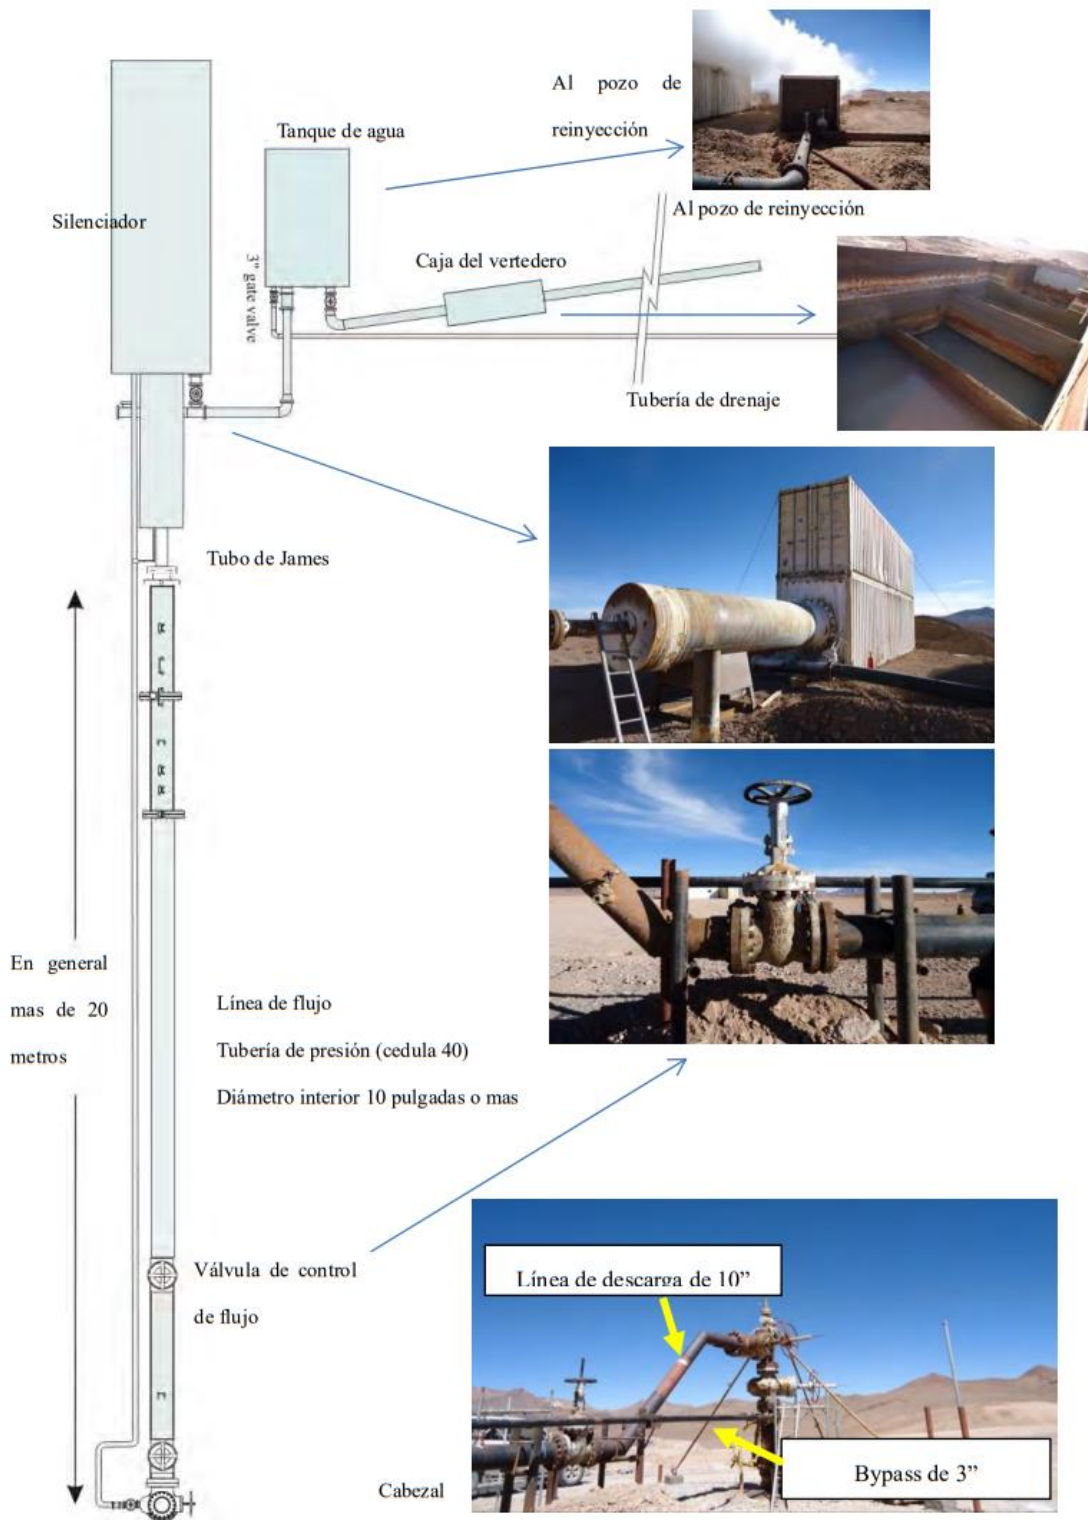 Al pozo de
reinyección
Tanque de agua
Silenciador
Al pozo de reinyección
Caja del vertedero
3" gate valve
Tubería de drenaje
Tubo de James
En general
mas de 20
metros
Línea de flujo
Tubería de presión (cedula 40)
Diámetro interior 10 pulgadas o mas
Válvula de control
de flujo
Línea de descarga de 10”
Bypass de 3”
Cabezal